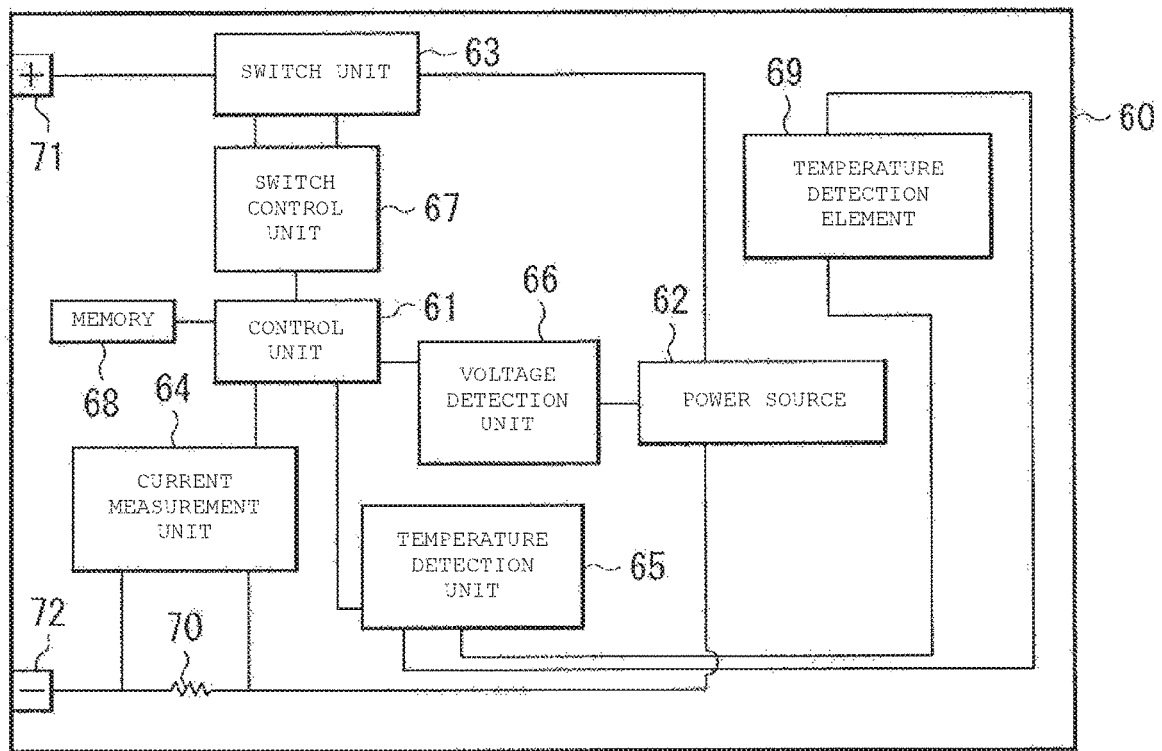 SWITCH UNIT
63
+
71
69
60
TEMPERATURE
DETECTION
ELEMENT
SWITCH
CONTROL
UNIT
67
MEMORY
68
CONTROL
UNIT
61
66
62
VOLTAGE
DETECTION
UNIT
POWER SOURCE
64
CURRENT
MEASUREMENT
UNIT
TEMPERATURE
DETECTION
UNIT
65
72
−
70